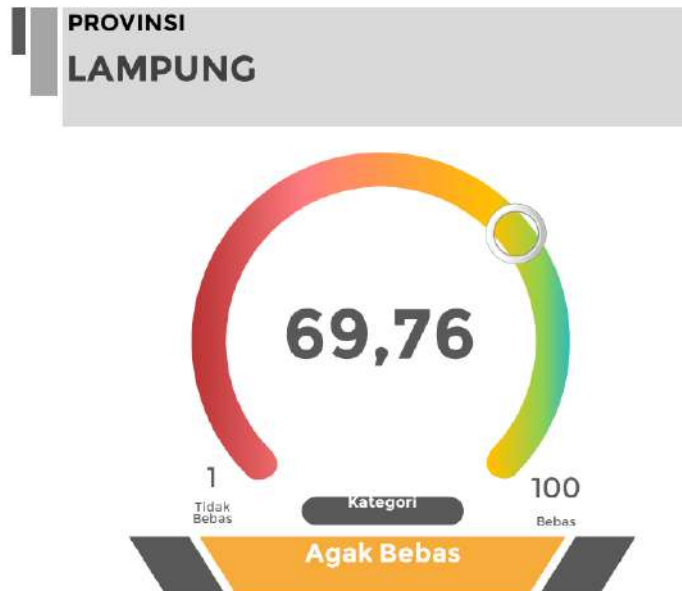 PROVINSI
LAMPUNG
69,76
1
Tidak
Bebas
100
Bebas
Kategori
Agak Bebas